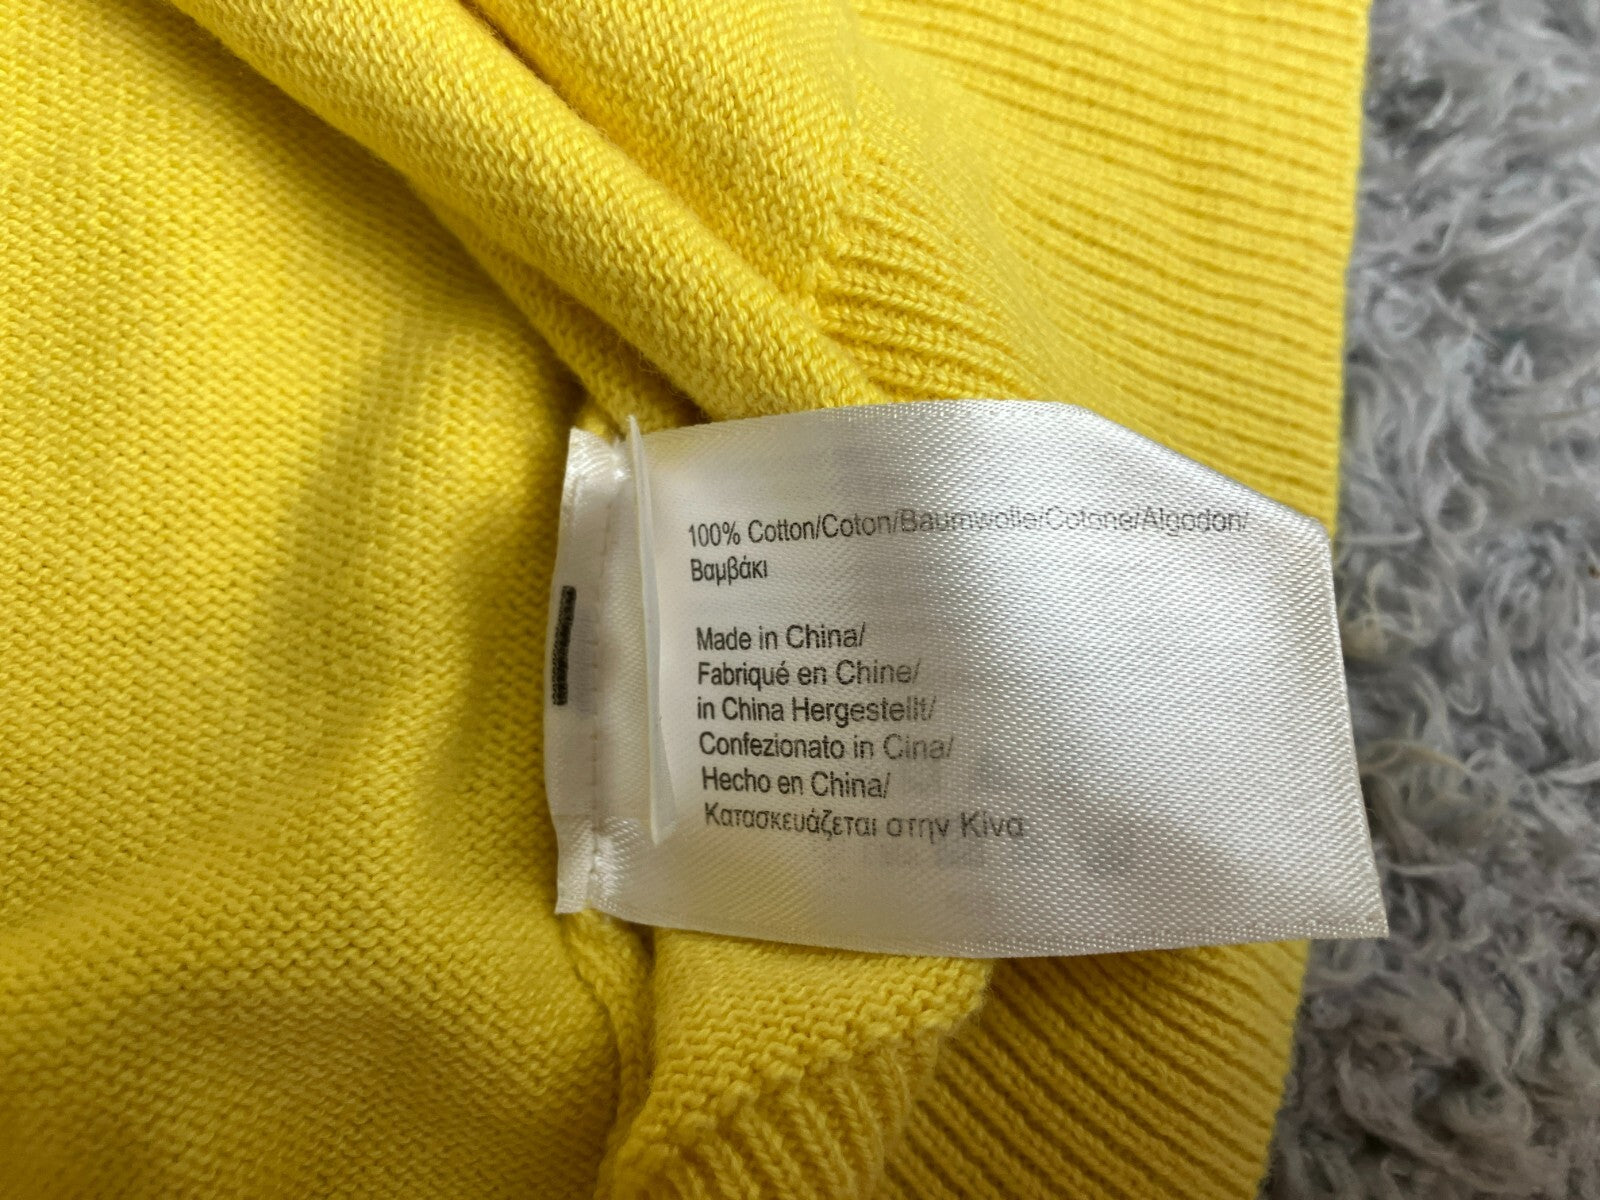 100% Cotton/Coton/Baumwolle/Cotone/Algodon/
Βαμβάκι
Made in China/
Fabriqué en Chine/
in China Hergestellt/
Confezionato in Cina/
Hecho en China/
Κατασκευάζεται στην Κίνα